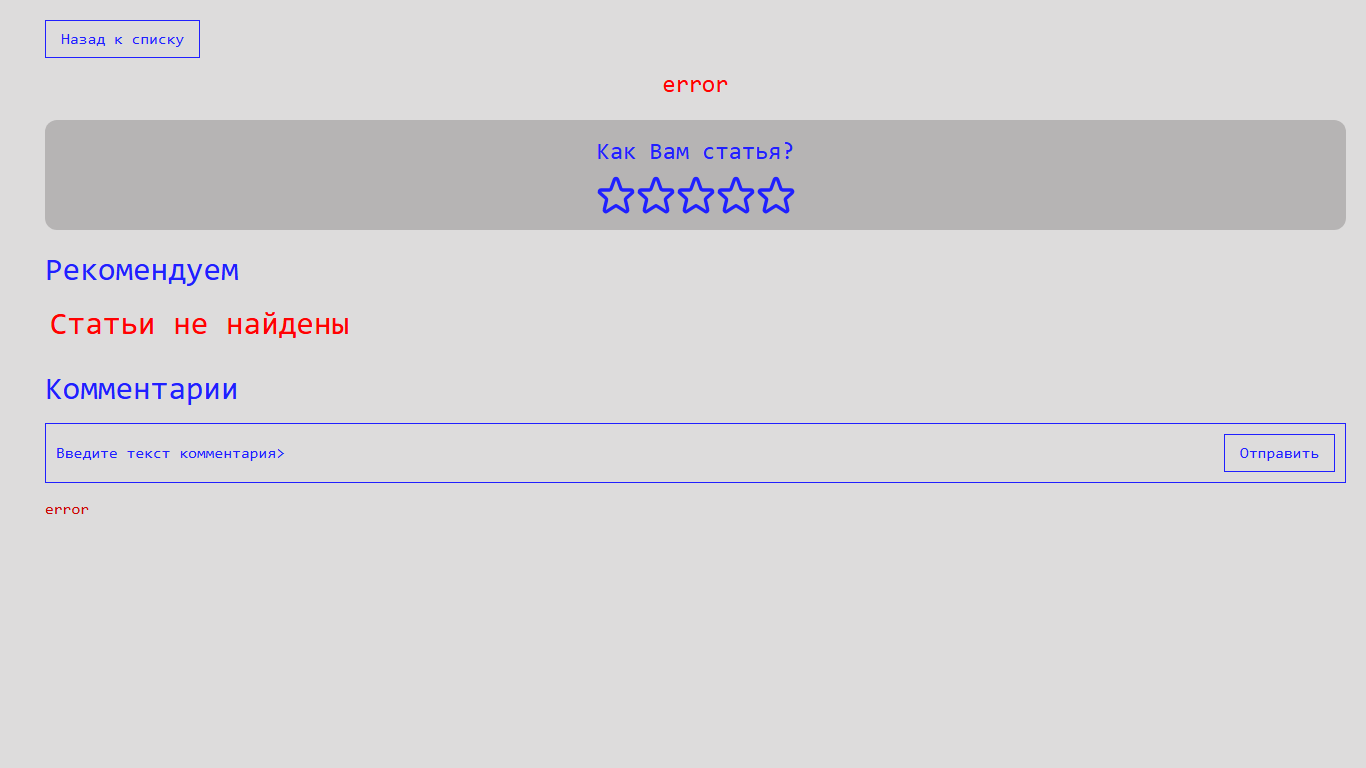 Назад к списку
error
Как Вам статья?
Рекомендуем
Статьи не найдены
Комментарии
Введите текст комментария>
Отправить
error